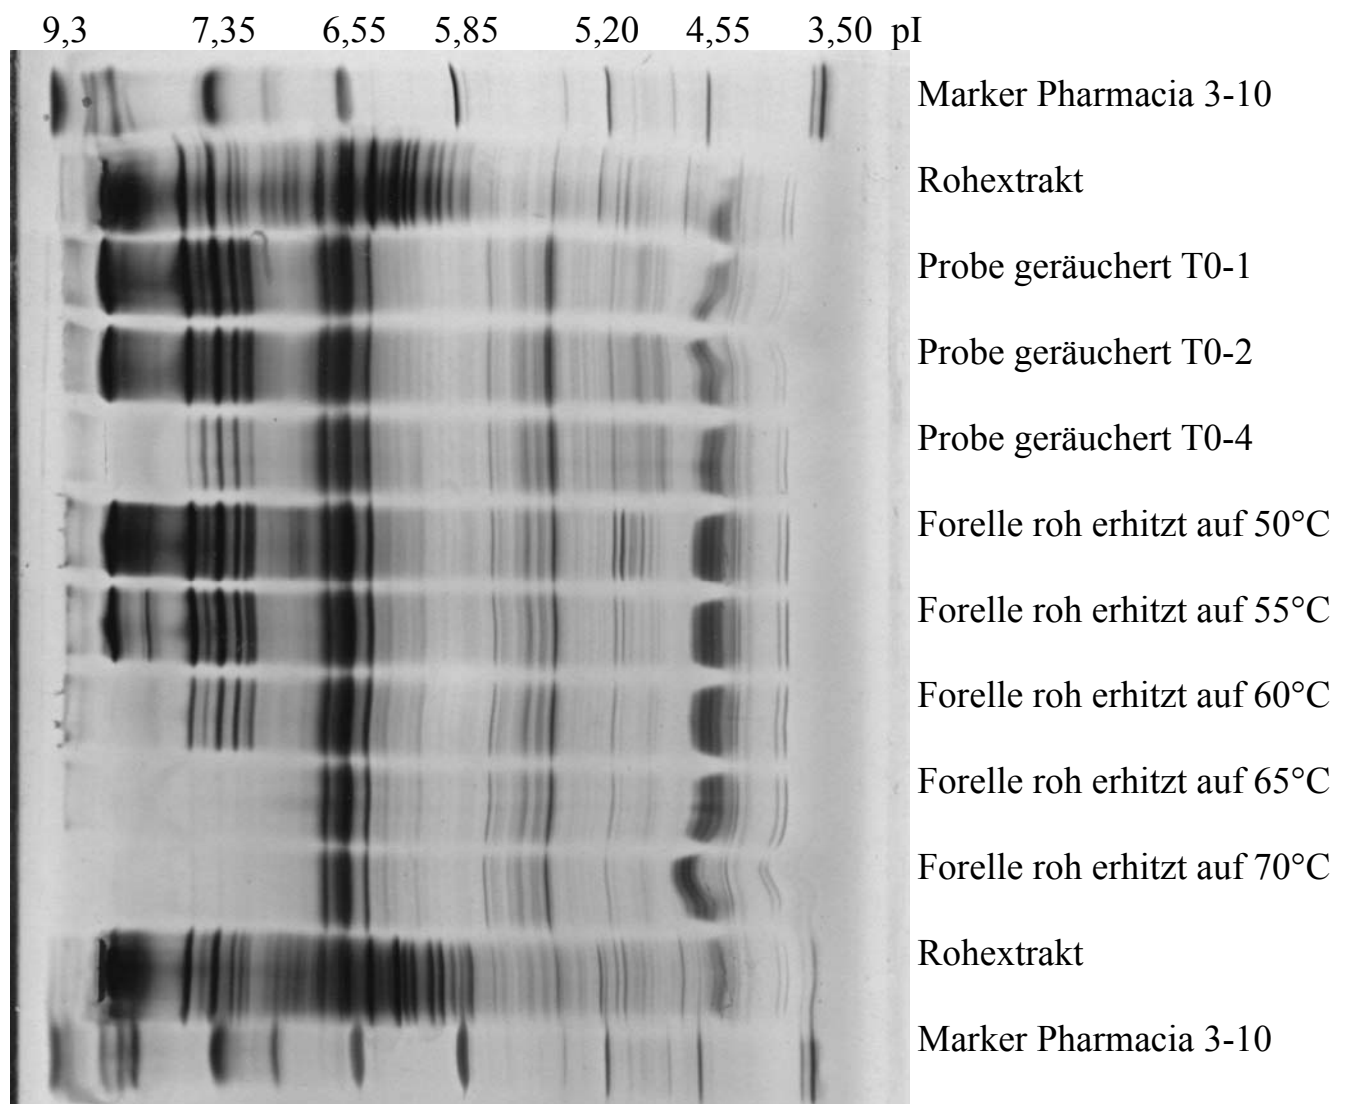 9,3 7,35 6,55 5,85 5,20 4,55 3,50 pI
Marker Pharmacia 3-10
Rohextrakt
Probe geräuchert T0-1
Probe geräuchert T0-2
Probe geräuchert T0-4
Forelle roh erhitzt auf 50°C
Forelle roh erhitzt auf 55°C
Forelle roh erhitzt auf 60°C
Forelle roh erhitzt auf 65°C
Forelle roh erhitzt auf 70°C
Rohextrakt
Marker Pharmacia 3-10